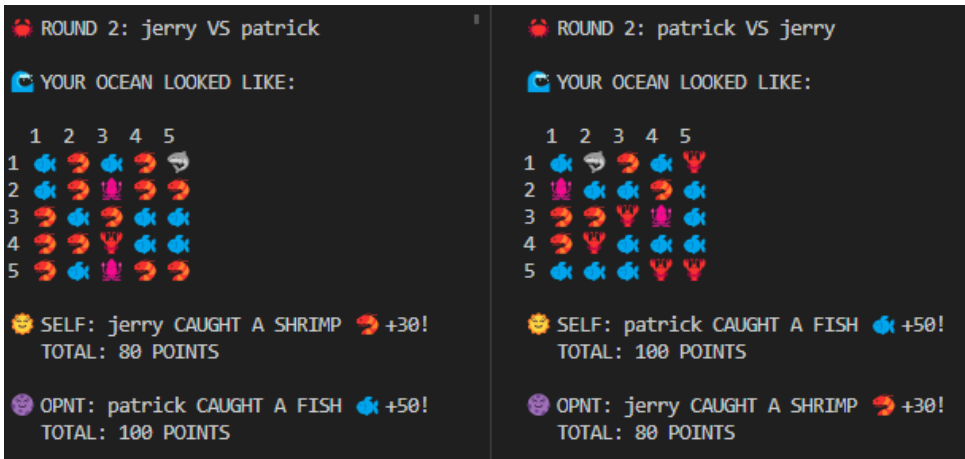 🦀 ROUND 2: jerry VS patrick
🌊 YOUR OCEAN LOOKED LIKE:
1 2 3 4 5
1 🐟 🦐 🐟 🦐 🦈
2 🐟 🦐 🦑 🦐 🦐
3 🦐 🐟 🦐 🐟 🐟
4 🦐 🦐 🦞 🐟 🐟
5 🦐 🐟 🦑 🦐 🦐
🌞 SELF: jerry CAUGHT A SHRIMP 🦐 +30!
TOTAL: 80 POINTS
🌚 OPNT: patrick CAUGHT A FISH 🐟 +50!
TOTAL: 100 POINTS
🦀 ROUND 2: patrick VS jerry
🌊 YOUR OCEAN LOOKED LIKE:
1 2 3 4 5
1 🐟 🦈 🦐 🐟 🦞
2 🦑 🐟 🐟 🦐 🐟
3 🦐 🦐 🦞 🦑 🐟
4 🦐 🦞 🐟 🐟 🐟
5 🐟 🐟 🐟 🦞 🦞
🌞 SELF: patrick CAUGHT A FISH 🐟 +50!
TOTAL: 100 POINTS
🌚 OPNT: jerry CAUGHT A SHRIMP 🦐 +30!
TOTAL: 80 POINTS